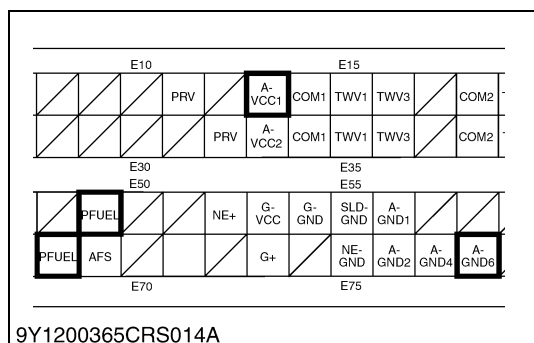 E10 E15
PRV A-VCC1 COM1 TWV1 TWV3 COM2
PRV A-VCC2 COM1 TWV1 TWV3 COM2
E30 E35
E50 E55
PFUEL NE+ G-VCC G-GND SLD-GND A-GND1
PFUEL AFS G+ NE-GND A-GND2 A-GND4 A-GND6
E70 E75
9Y1200365CRS014A